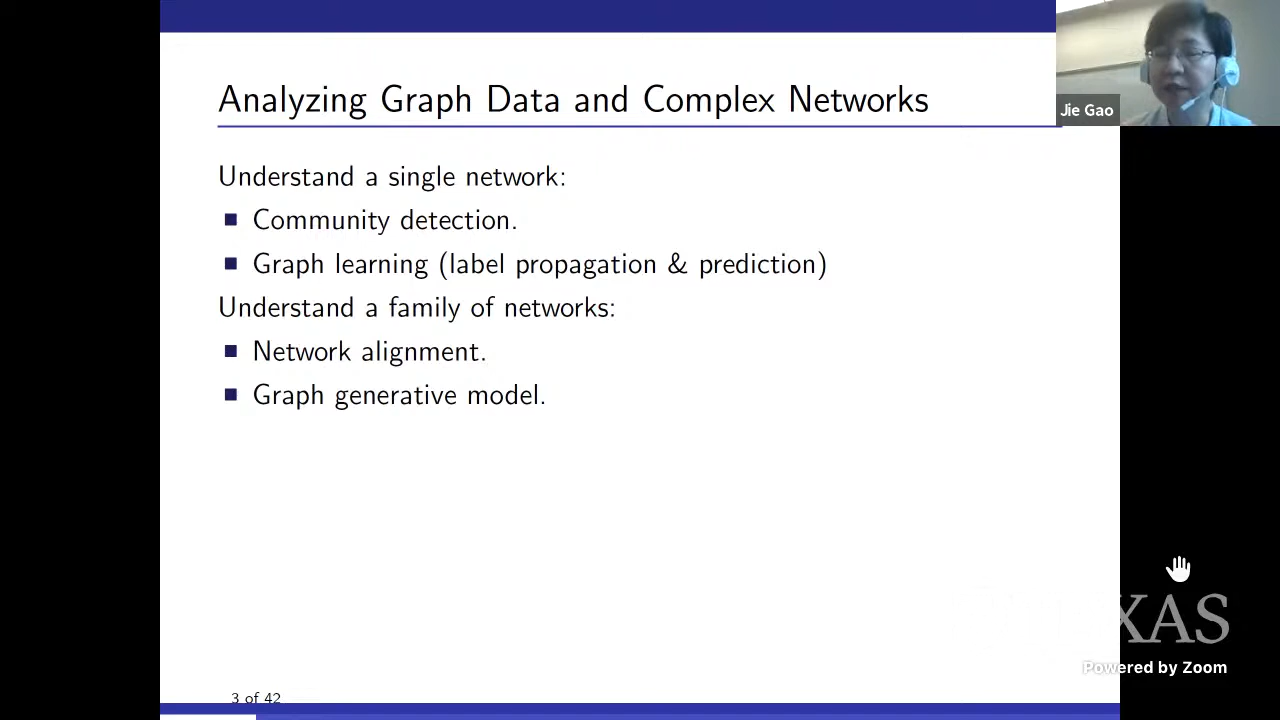 Analyzing Graph Data and Complex Networks
Jie Gao
Understand a single network:
Community detection.
Graph learning (label propagation & prediction)
Understand a family of networks:
Network alignment.
Graph generative model.
XAS
Powered by Zoom
3 of 42